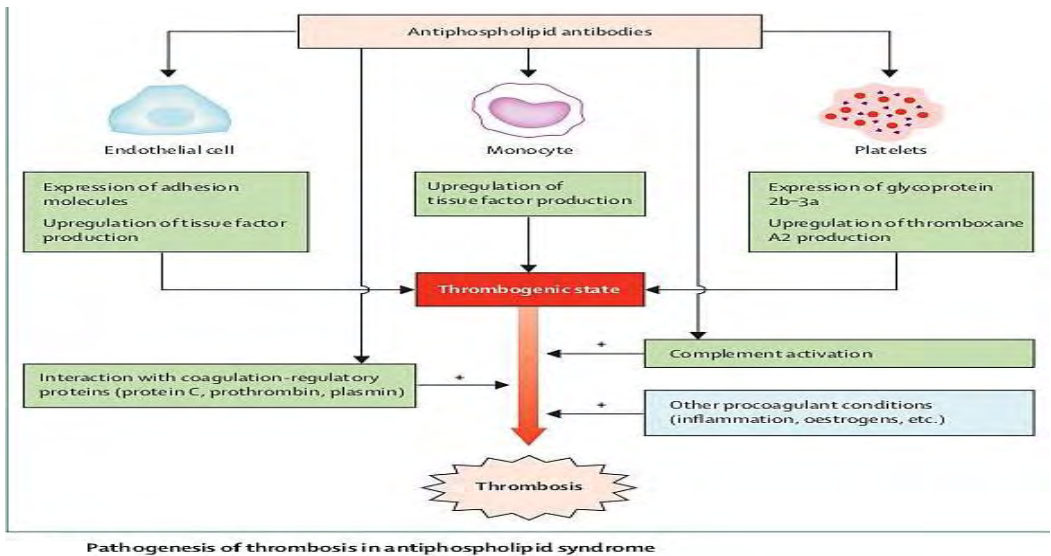 Antiphospholipid antibodies
Endothelial cell
Monocyte
Platelets
Expression of adhesion
molecules
Upregulation of tissue factor
production
Upregulation of
tissue factor production
Expression of glycoprotein
2b–3a
Upregulation of thromboxane
A2 production
Thrombogenic state
+
Complement activation
Interaction with coagulation-regulatory
proteins (protein C, prothrombin, plasmin)
+
+
Other procoagulant conditions
(inflammation, oestrogens, etc.)
Thrombosis
Pathogenesis of thrombosis in antiphospholipid syndrome